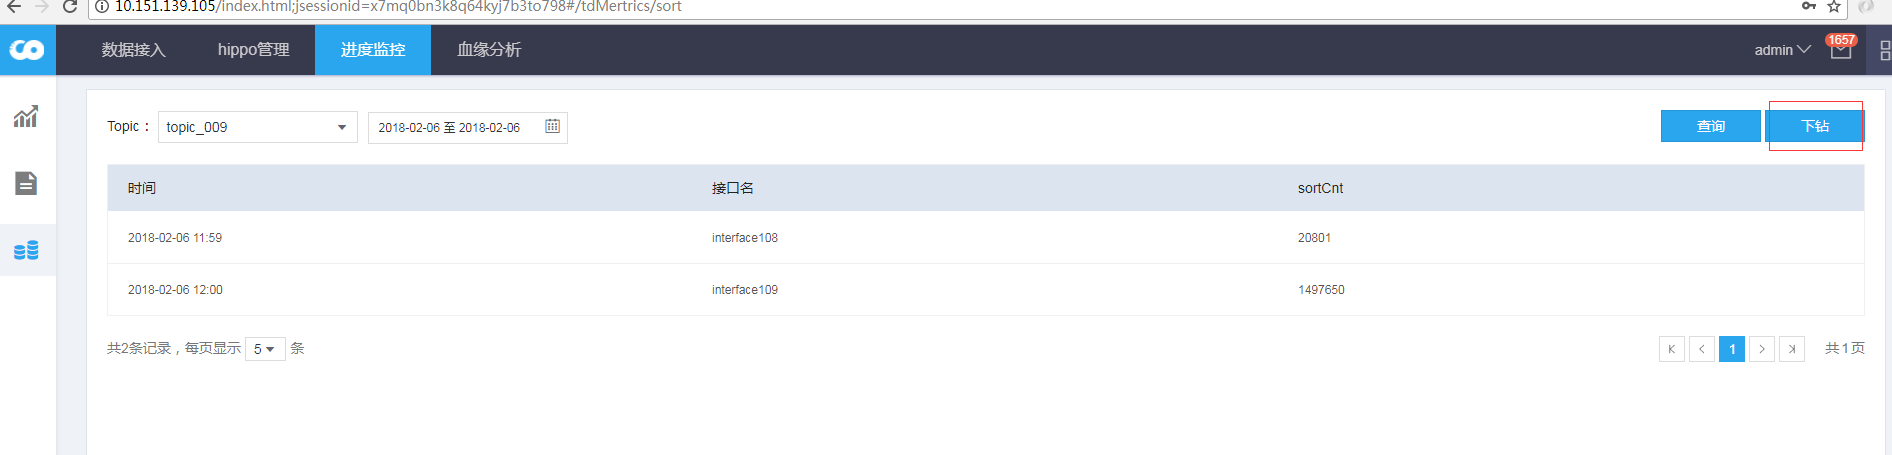 10.151.139.105/index.html;jsessionid=x7mq0bn3k8q64kyj7b3to798#/tdMertrics/sort
数据接入 hippo管理 进度监控 血缘分析 admin 1657
Topic： topic_009 2018-02-06 至 2018-02-06 查询 下钻
时间 接口名 sortCnt
2018-02-06 11:59 interface108 20801
2018-02-06 12:00 interface109 1497650
共2条记录，每页显示 5 条 1 共1页